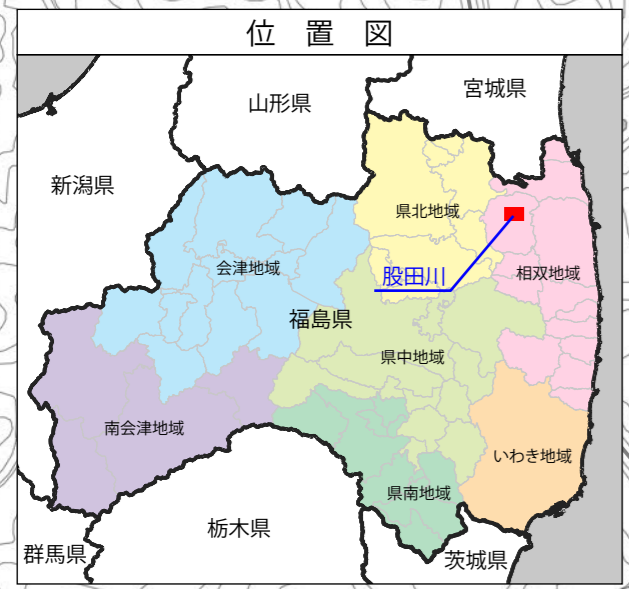 位 置 図
宮城県
山形県
新潟県
県北地域
会津地域
相双地域
股田川
福島県
県中地域
南会津地域
いわき地域
県南地域
栃木県
群馬県
茨城県